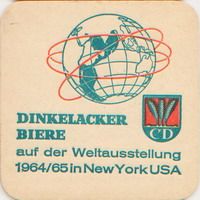 DINKELACKER
BIERE
CD
auf der Weltausstellung
1964/65 in New York USA